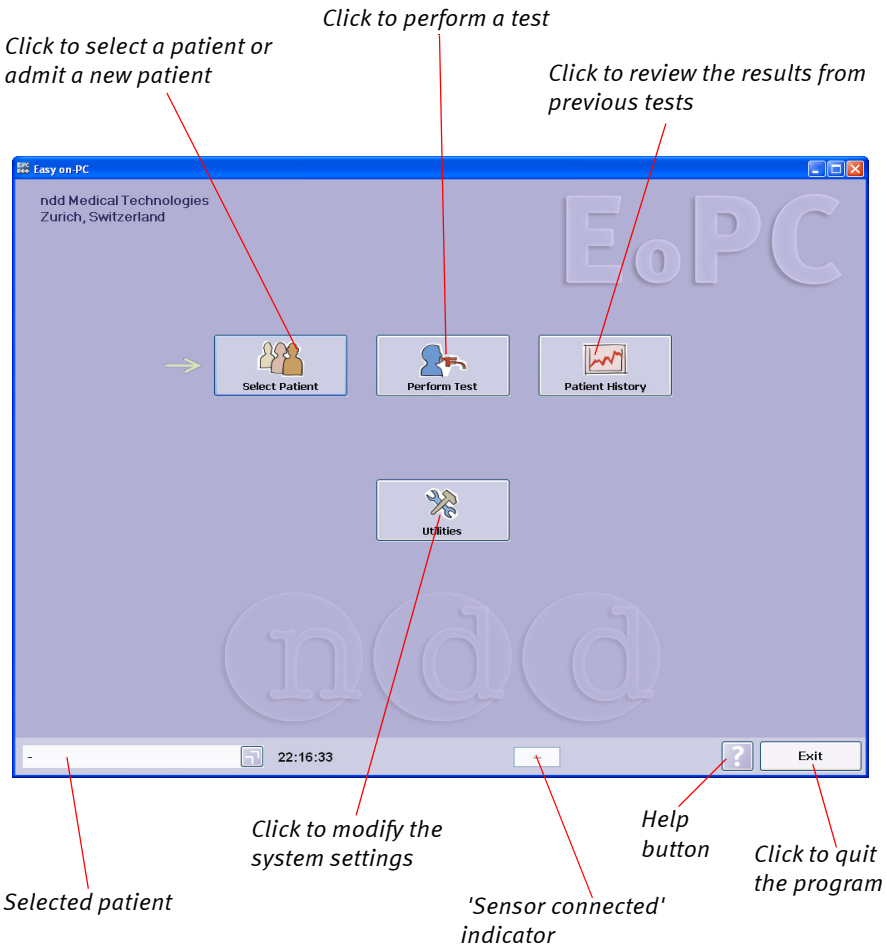 Click to perform a test
Click to select a patient or
admit a new patient
Click to review the results from
previous tests
Easy on-PC
ndd Medical Technologies
Zurich, Switzerland
EoPC
Select Patient
Perform Test
Patient History
Utilities
ndd
-
22:16:33
--
?
Exit
Click to modify the
system settings
Help
button
Click to quit
the program
Selected patient
'Sensor connected'
indicator